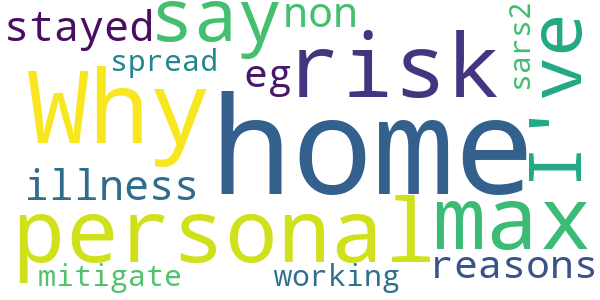 stayed say non
spread eg risk sars2 I've
Why home
illness
personal max
reasons
mitigate working